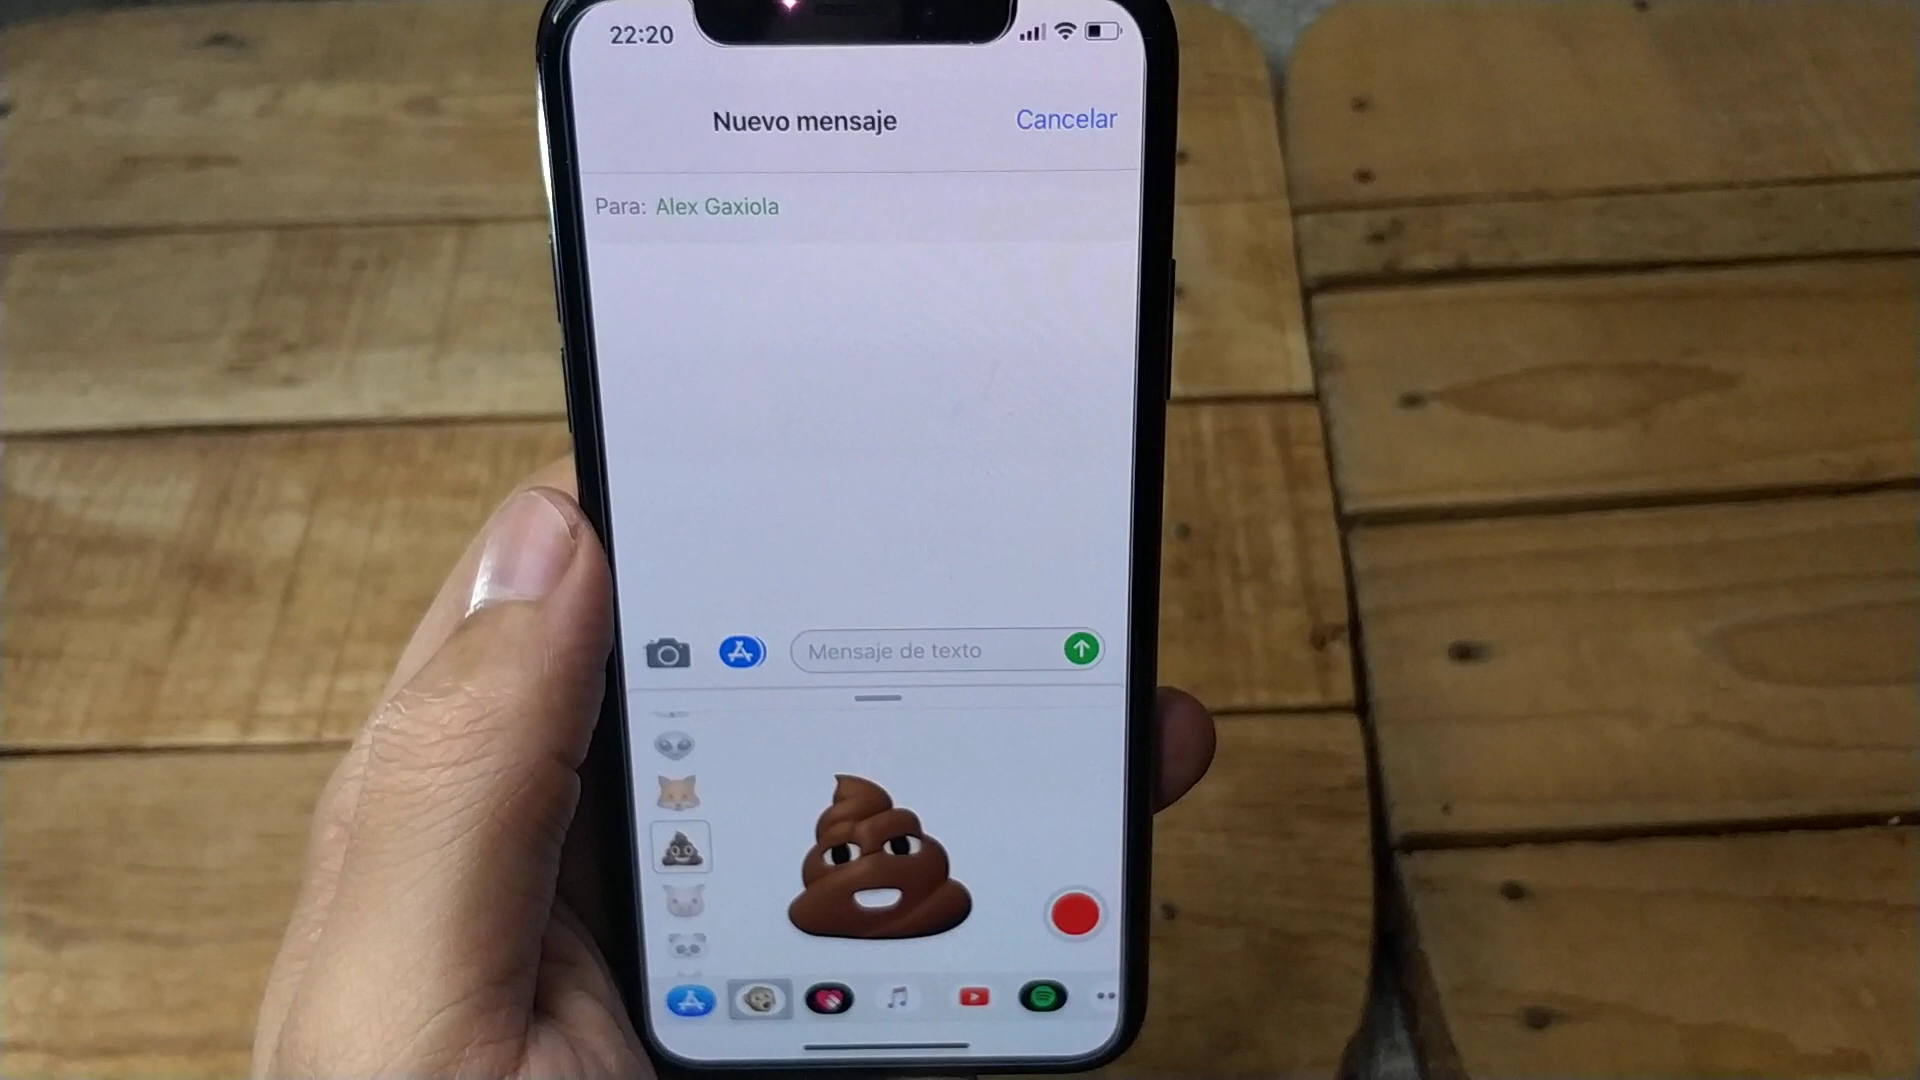 22:20
Nuevo mensaje
Cancelar
Para: Alex Gaxiola
Mensaje de texto